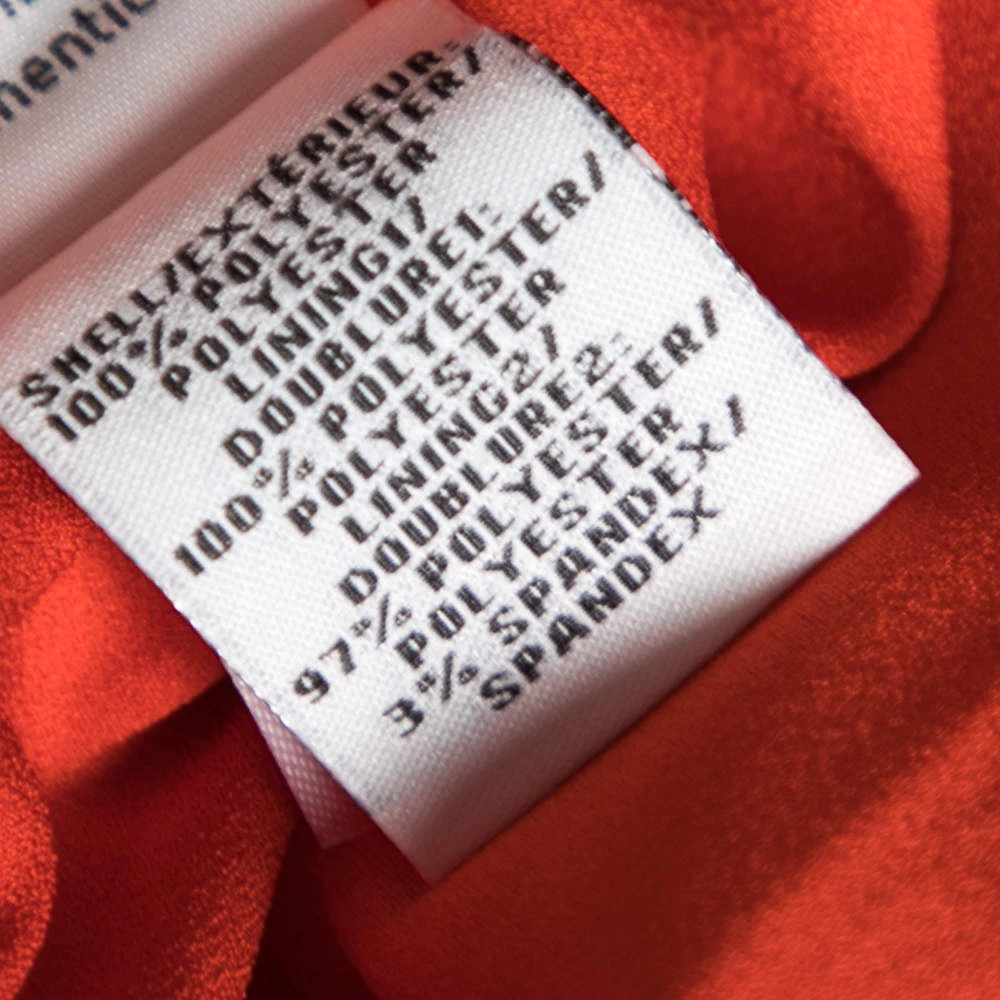 SHELL/EXTÉRIEUR:
100% POLYESTER/
POLYESTER
LINING1/
DOUBLURE1:
100% POLYESTER/
POLYESTER
LINING2/
DOUBLURE2:
97% POLYESTER/
POLYESTER
3% SPANDEX/
SPANDEX